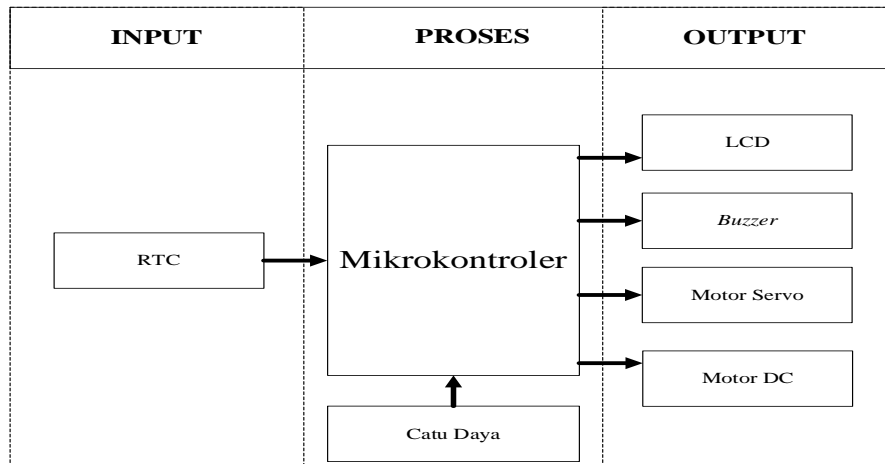 INPUT
PROSES
OUTPUT
LCD
Buzzer
RTC
Mikrokontroler
Motor Servo
Motor DC
Catu Daya